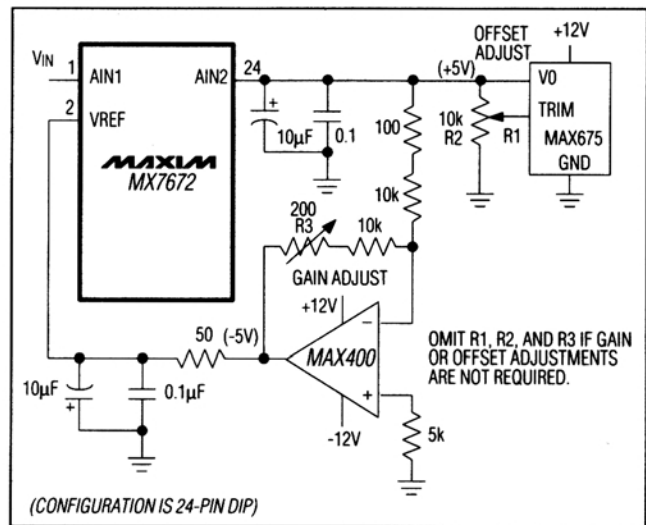 OFFSET
ADJUST
+12V
VIN
1
AIN1
AIN2
24
(+5V)
VO
2
VREF
TRIM
10µF
+
0.1
100
10k
R2
R1
MAX675
GND
MAXIM
MX7672
10k
200
R3
10k
GAIN ADJUST
+12V
−
MAX400
50
(-5V)
OMIT R1, R2, AND R3 IF GAIN
OR OFFSET ADJUSTMENTS
ARE NOT REQUIRED.
10µF
+
0.1µF
+
-12V
5k
(CONFIGURATION IS 24-PIN DIP)